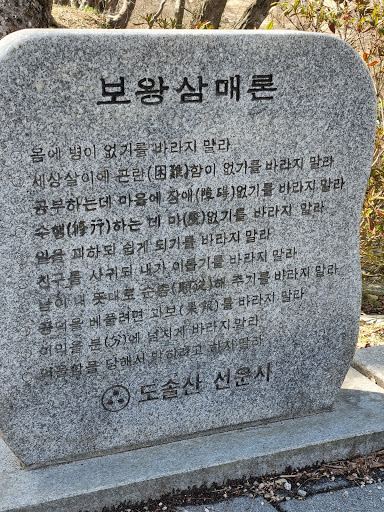 보왕삼매론
몸에 병이 없기를 바라지 말라
세상살이에 곤란(困難)함이 없기를 바라지 말라
공부하는데 마음에 장애(障碍)없기를 바라지 말라
수행(修行)하는 데 마(魔)없기를 바라지 말라
일을 꾀하되 쉽게 되기를 바라지 말라
친구를 사귀되 내가 이롭기를 바라지 말라
남이 내 뜻대로 순종(順從)해 주기를 바라지 말라
공덕을 베풀려면 과보(果報)를 바라지 말라
이익을 분(分)에 넘치게 바라지 말라
억울함을 당해서 밝히려고 하지 말라
도솔산 선운사